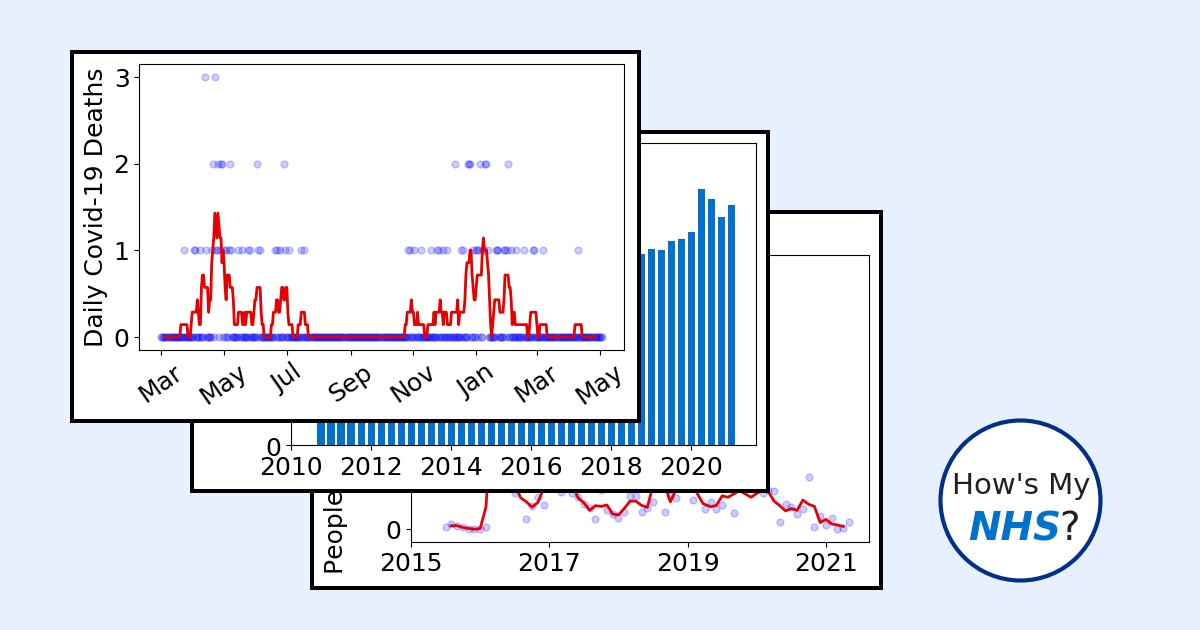 Daily Covid-19 Deaths
3
2
1
0
Mar May Jul Sep Nov Jan Mar May
0
2010 2012 2014 2016 2018 2020
People
0
2015 2017 2019 2021
How's My
NHS?